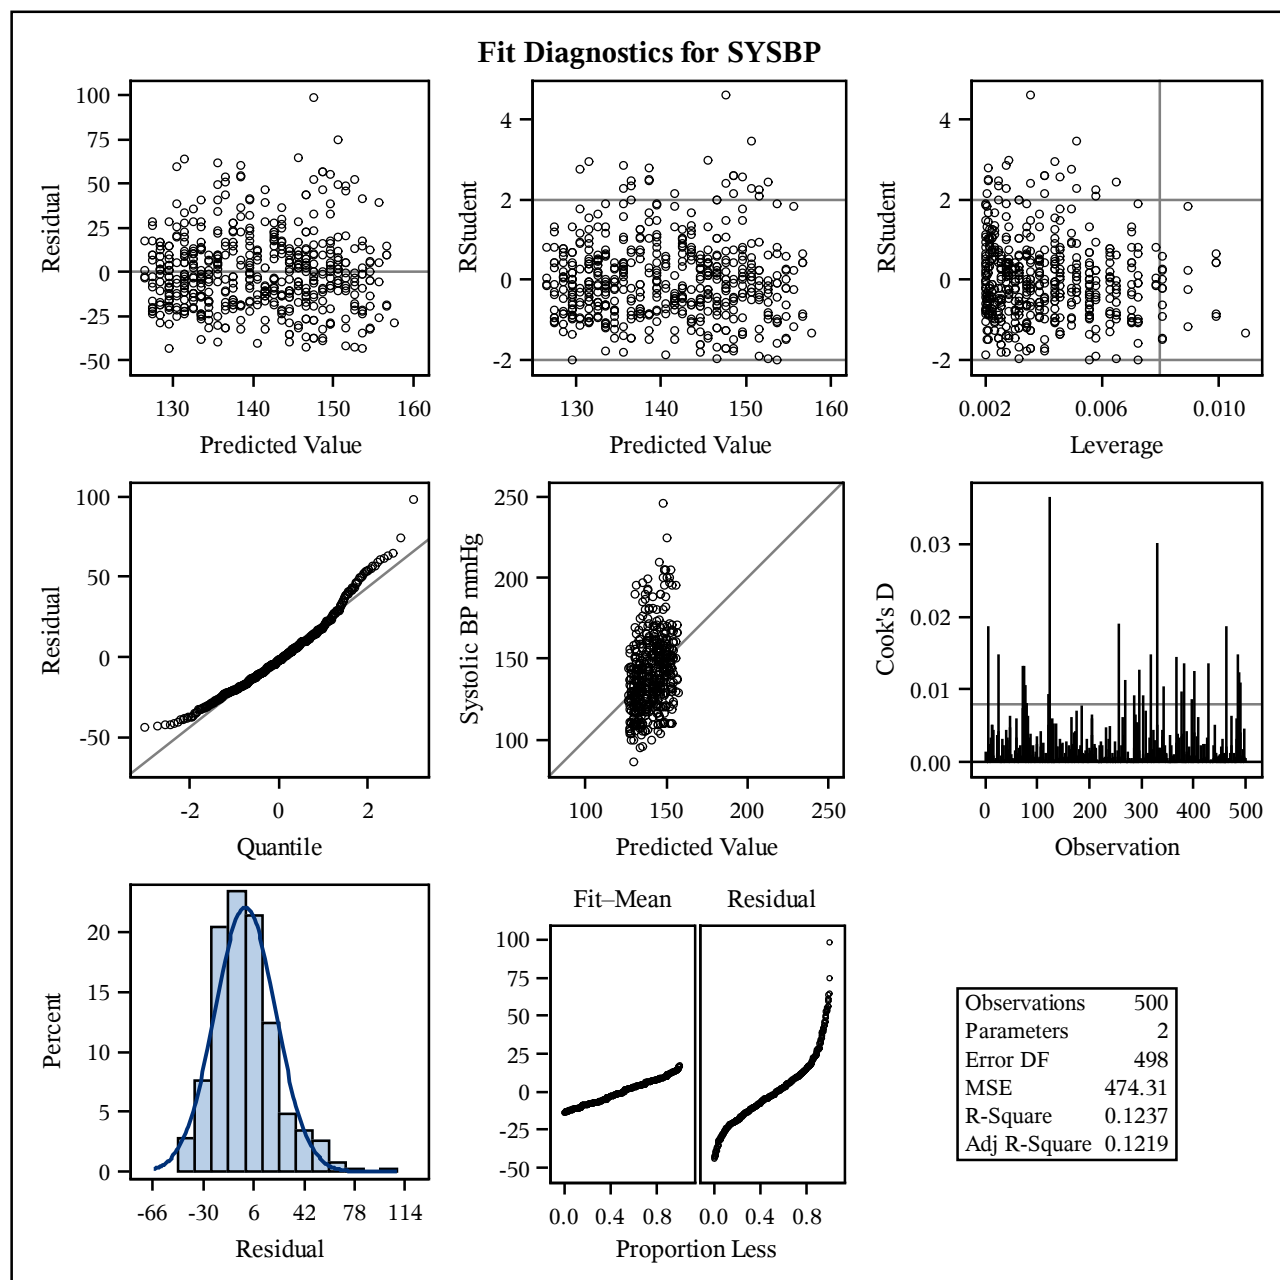 Fit Diagnostics for SYSBP
100
75
50
25
0
-25
-50
Residual
130 140 150 160
Predicted Value
4
2
0
-2
RStudent
130 140 150 160
Predicted Value
4
2
0
-2
RStudent
0.002 0.006 0.010
Leverage
100
50
0
-50
Residual
-2 0 2
Quantile
250
200
150
100
Systolic BP mmHg
100 150 200 250
Predicted Value
0.03
0.02
0.01
0.00
Cook's D
0 100 200 300 400 500
Observation
20
15
10
5
0
Percent
-66 -30 6 42 78 114
Residual
Fit–Mean Residual
100
75
50
25
0
-25
-50
0.0 0.4 0.8 0.0 0.4 0.8
Proportion Less
Observations 500
Parameters 2
Error DF 498
MSE 474.31
R-Square 0.1237
Adj R-Square 0.1219